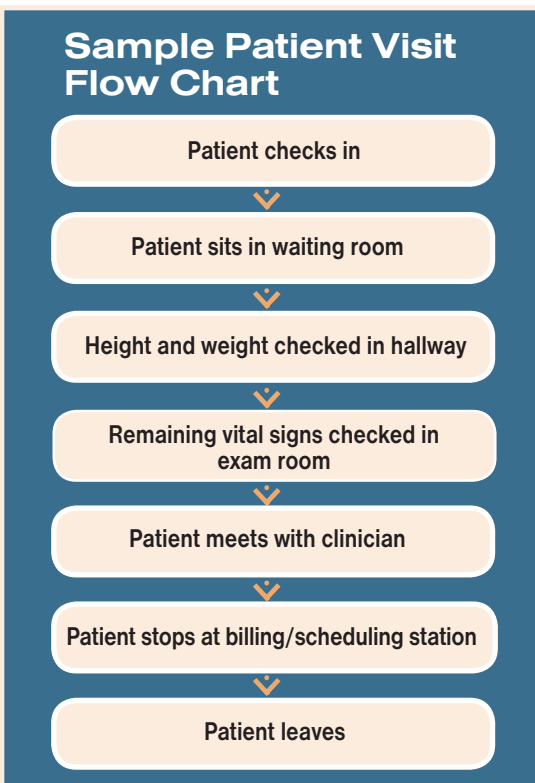 Sample Patient Visit
Flow Chart
Patient checks in
Patient sits in waiting room
Height and weight checked in hallway
Remaining vital signs checked in
exam room
Patient meets with clinician
Patient stops at billing/scheduling station
Patient leaves